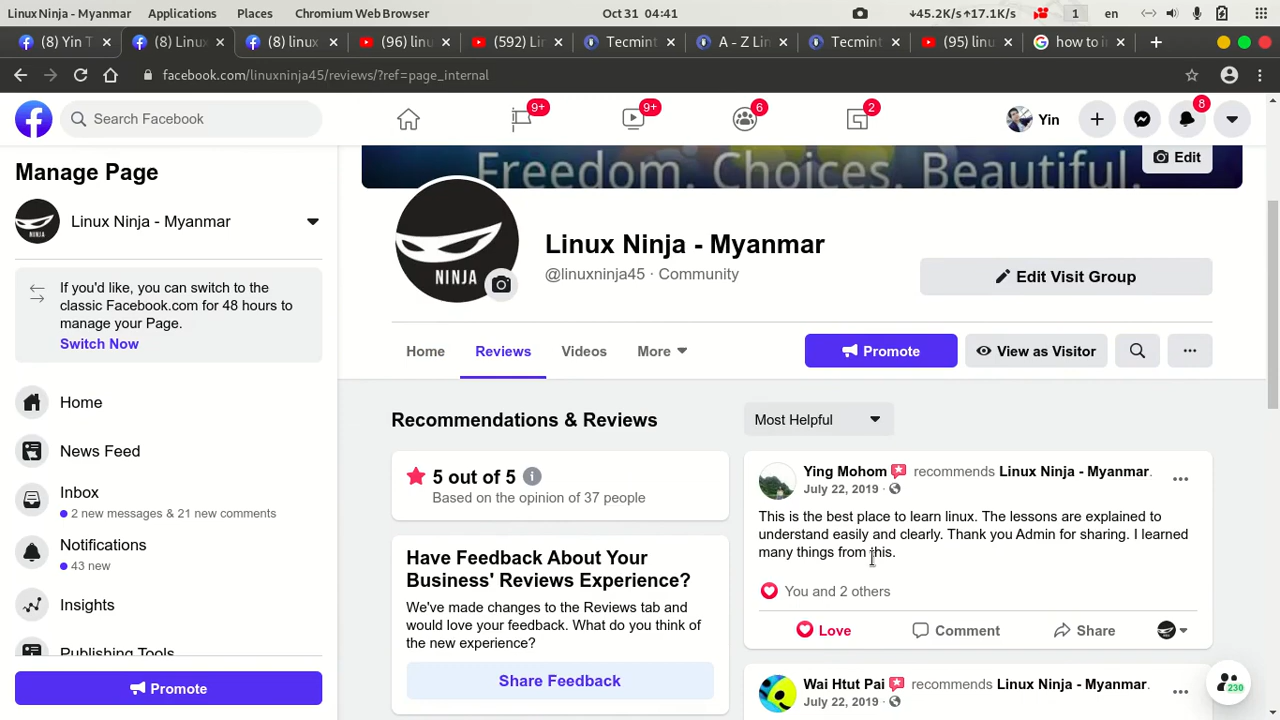 Linux Ninja - Myanmar
Applications
Places
Chromium Web Browser
Oct 31 04:41
↓45.2K/s ↑17.1K/s
1
en
(8) Yin T
(8) Linux
(8) linux
(96) linu
(592) Lin
Tecmint
A - Z Lin
Tecmint
(95) linu
how to i
facebook.com/linuxninja45/reviews/?ref=page_internal
Search Facebook
9+
9+
6
2
Yin
8
Manage Page
Linux Ninja - Myanmar
If you'd like, you can switch to the
classic Facebook.com for 48 hours to
manage your Page.
Switch Now
Home
News Feed
Inbox
2 new messages & 21 new comments
Notifications
43 new
Insights
Publishing Tools
Promote
Freedom. Choices. Beautiful.
Edit
NINJA
Linux Ninja - Myanmar
@linuxninja45 · Community
Edit Visit Group
Home
Reviews
Videos
More
Promote
View as Visitor
Recommendations & Reviews
Most Helpful
5 out of 5
Based on the opinion of 37 people
Have Feedback About Your
Business' Reviews Experience?
We've made changes to the Reviews tab and
would love your feedback. What do you think of
the new experience?
Share Feedback
Ying Mohom recommends Linux Ninja - Myanmar.
July 22, 2019 ·
This is the best place to learn linux. The lessons are explained to
understand easily and clearly. Thank you Admin for sharing. I learned
many things from this.
You and 2 others
Love
Comment
Share
Wai Htut Pai recommends Linux Ninja - Myanmar.
July 22, 2019 ·
230